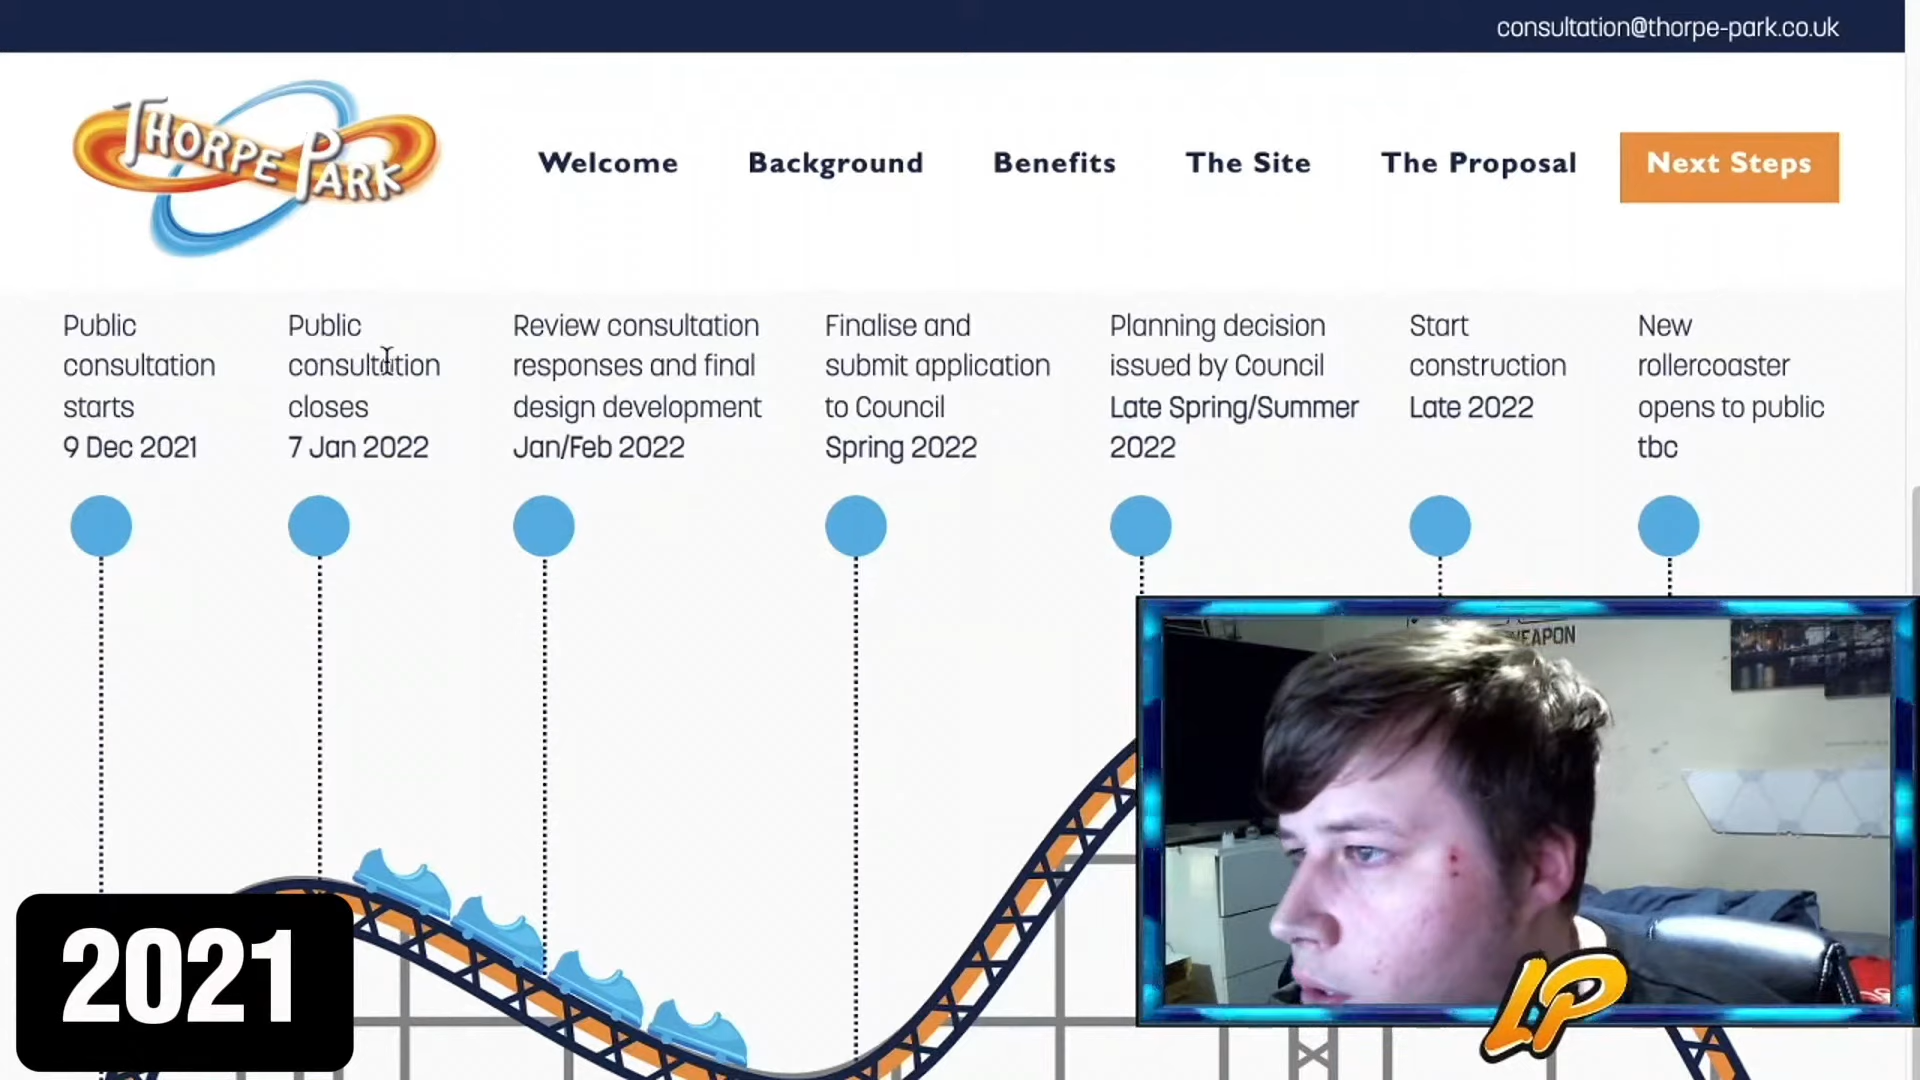 consultation@thorpe-park.co.uk
THORPE PARK
Welcome
Background
Benefits
The Site
The Proposal
Next Steps
Public
consultation
starts
9 Dec 2021
Public
consultation
closes
7 Jan 2022
Review consultation
responses and final
design development
Jan/Feb 2022
Finalise and
submit application
to Council
Spring 2022
Planning decision
issued by Council
Late Spring/Summer
2022
Start
construction
Late 2022
New
rollercoaster
opens to public
tbc
2021
LP